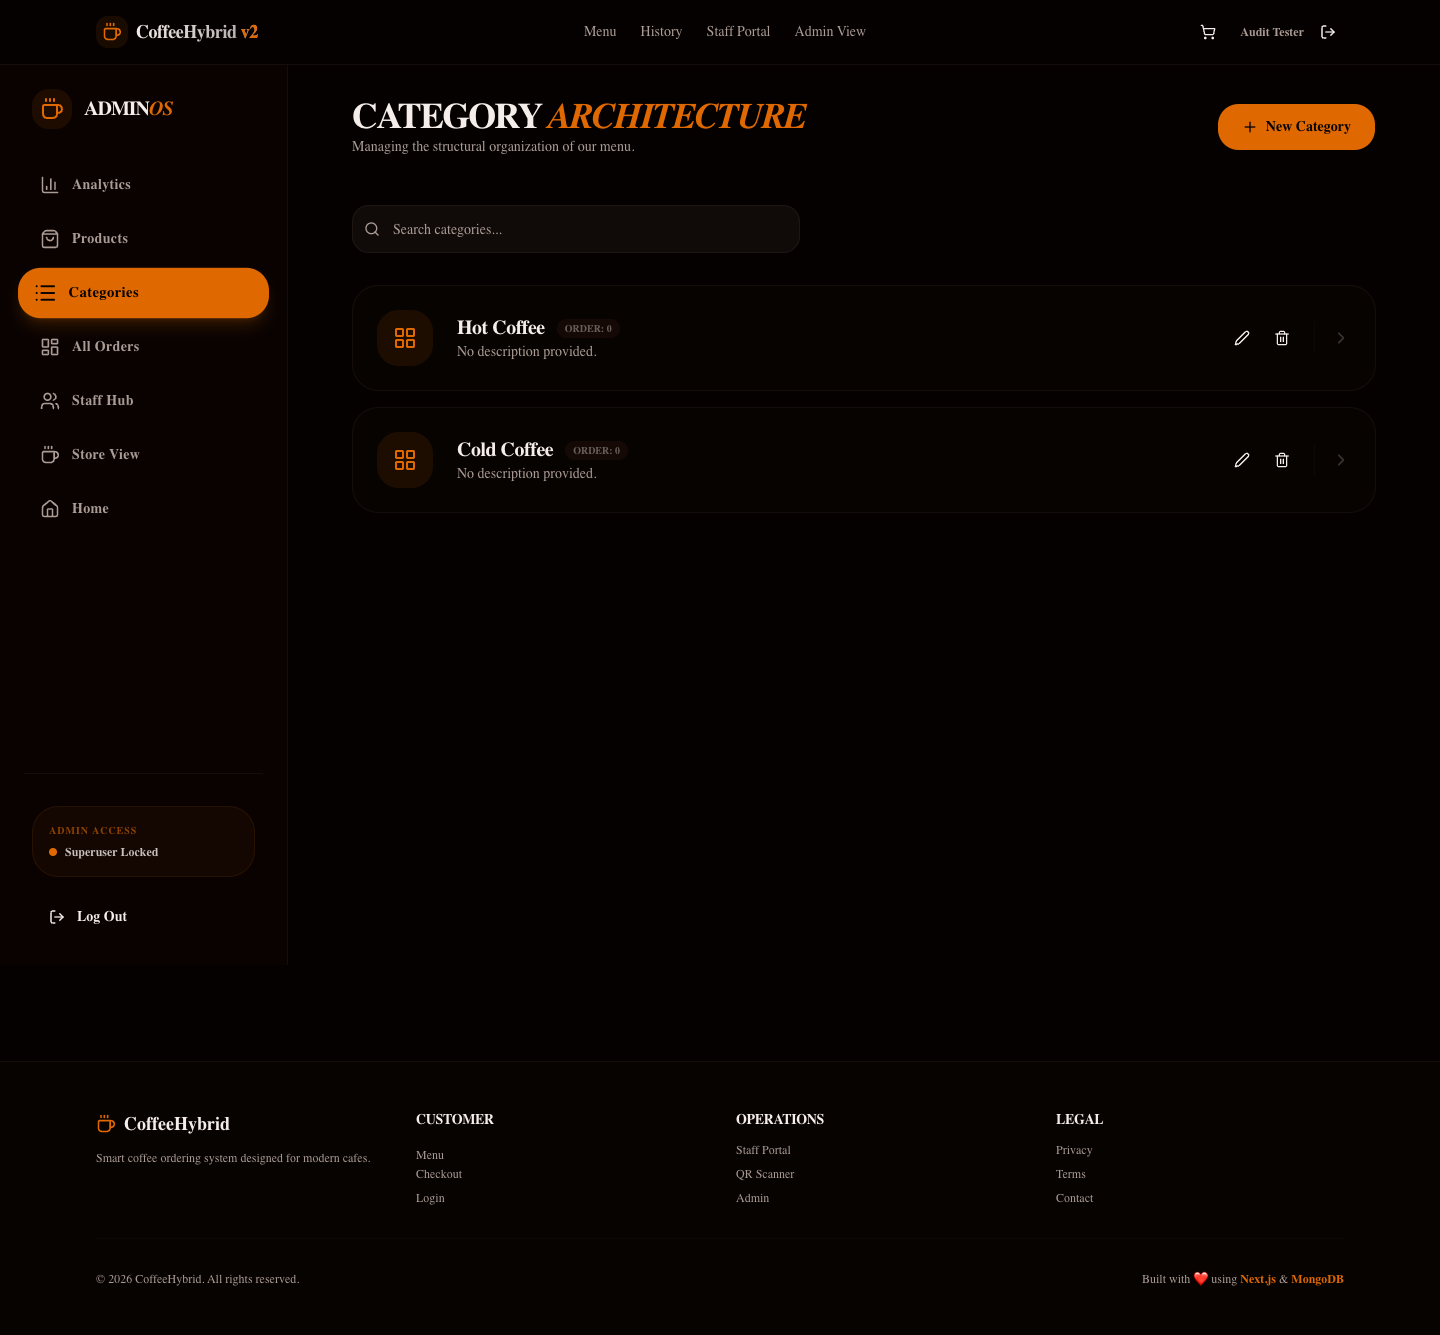 CoffeeHybrid v2
Menu
History
Staff Portal
Admin View
Audit Tester
ADMINOS
Analytics
Products
Categories
All Orders
Staff Hub
Store View
Home
ADMIN ACCESS
Superuser Locked
Log Out
CATEGORY ARCHITECTURE
Managing the structural organization of our menu.
New Category
Search categories...
Hot Coffee ORDER: 0
No description provided.
Cold Coffee ORDER: 0
No description provided.
CoffeeHybrid
Smart coffee ordering system designed for modern cafes.
CUSTOMER
Menu
Checkout
Login
OPERATIONS
Staff Portal
QR Scanner
Admin
LEGAL
Privacy
Terms
Contact
© 2026 CoffeeHybrid. All rights reserved.
Built with ❤️ using Next.js & MongoDB